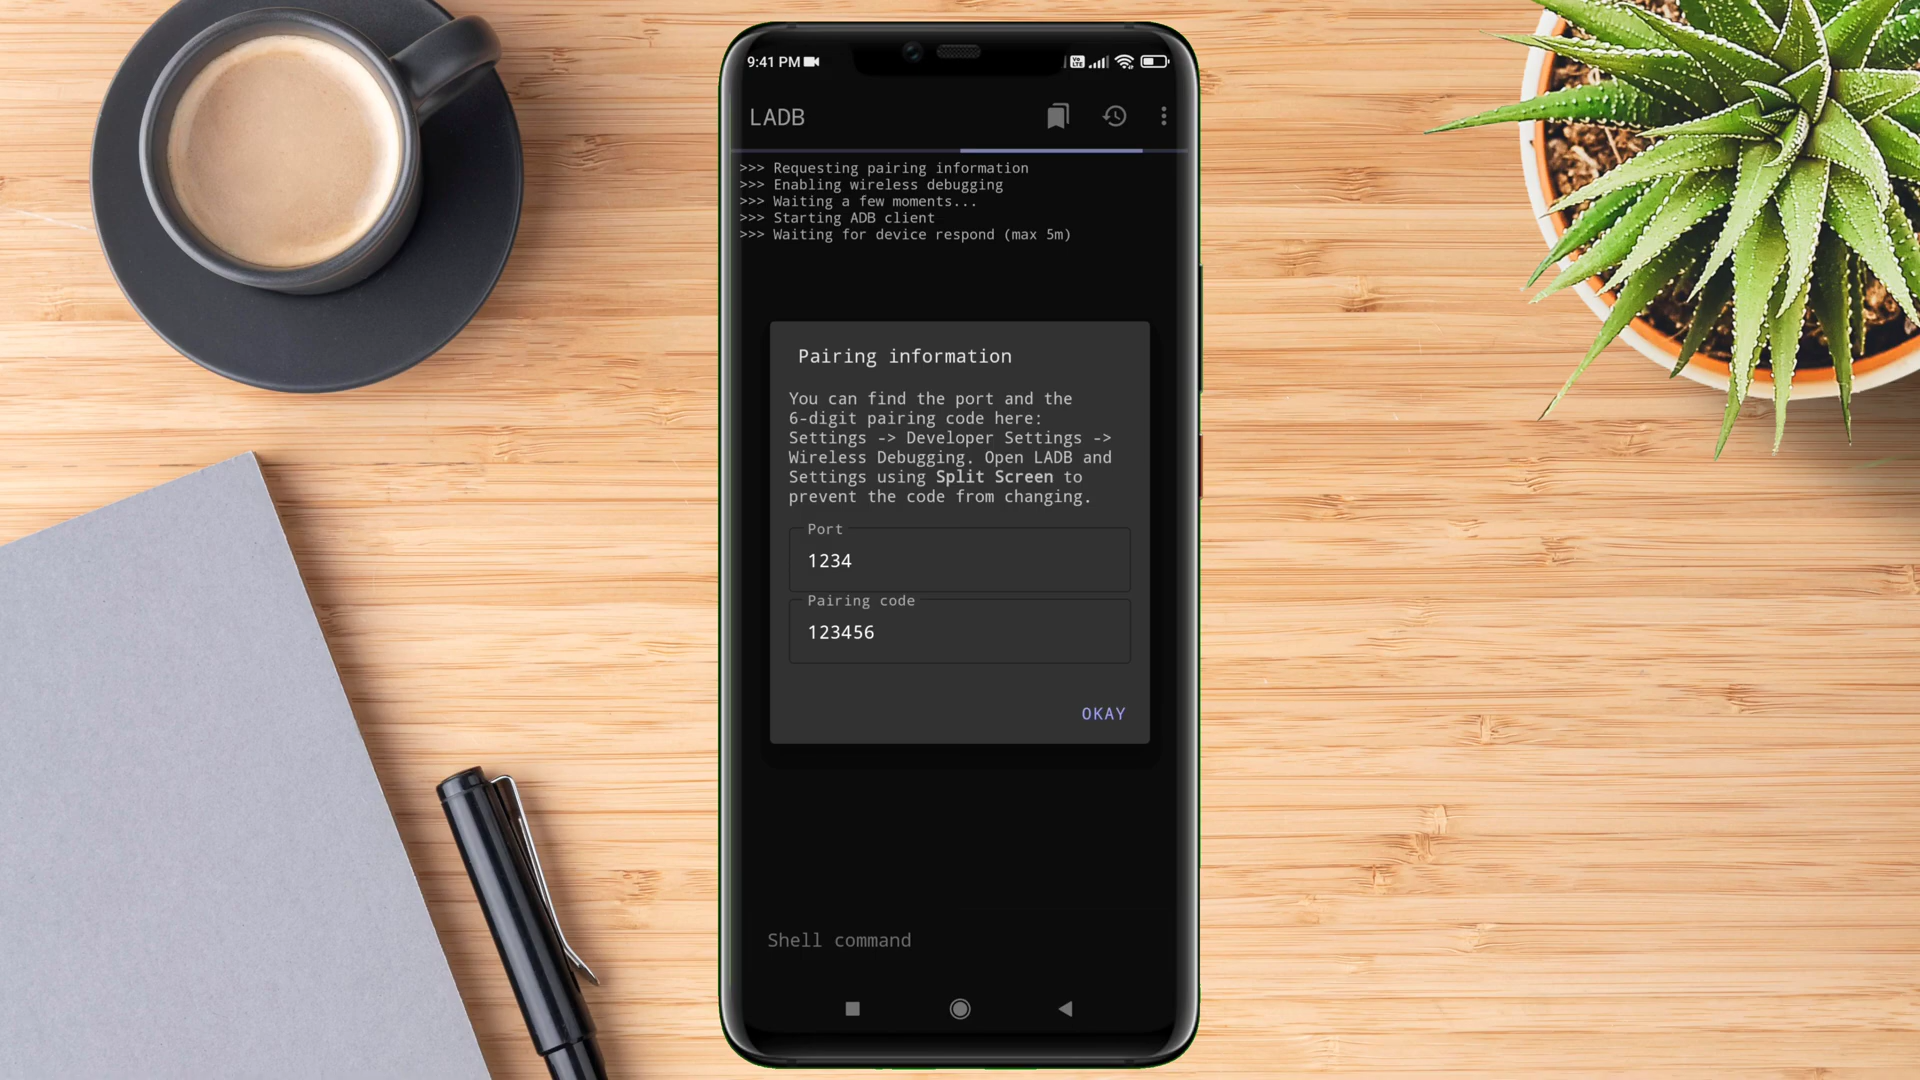 9:41 PM
Vo LTE
LADB
>>> Requesting pairing information
>>> Enabling wireless debugging
>>> Waiting a few moments...
>>> Starting ADB client
>>> Waiting for device respond (max 5m)
Pairing information
You can find the port and the
6-digit pairing code here:
Settings -> Developer Settings ->
Wireless Debugging. Open LADB and
Settings using Split Screen to
prevent the code from changing.
Port
1234
Pairing code
123456
OKAY
Shell command